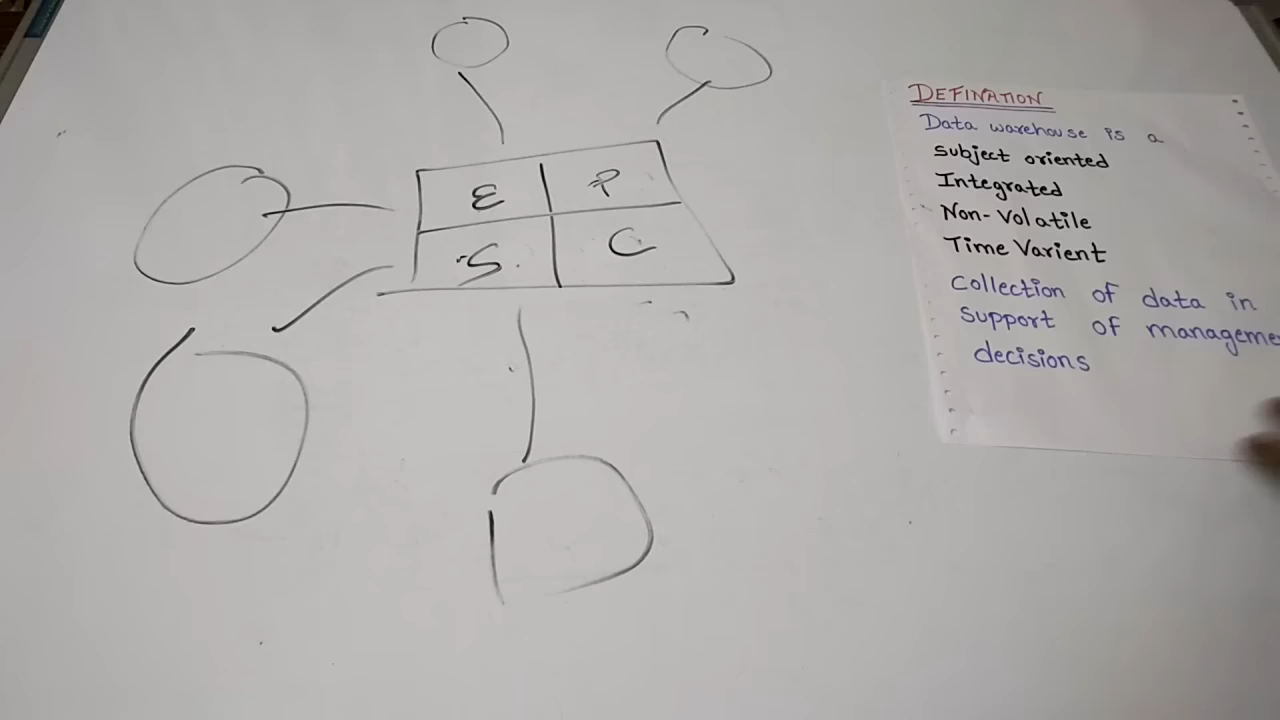 E P
S C
DEFINATION
Data warehouse is a
subject oriented
Integrated
Non-Volatile
Time Varient
collection of data in
support of manageme
decisions